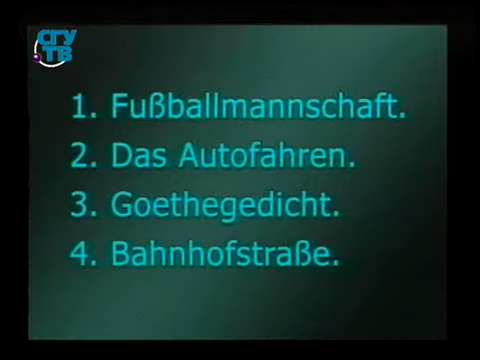 СГУ
ТВ
1. Fußballmannschaft.
2. Das Autofahren.
3. Goethegedicht.
4. Bahnhofstraße.